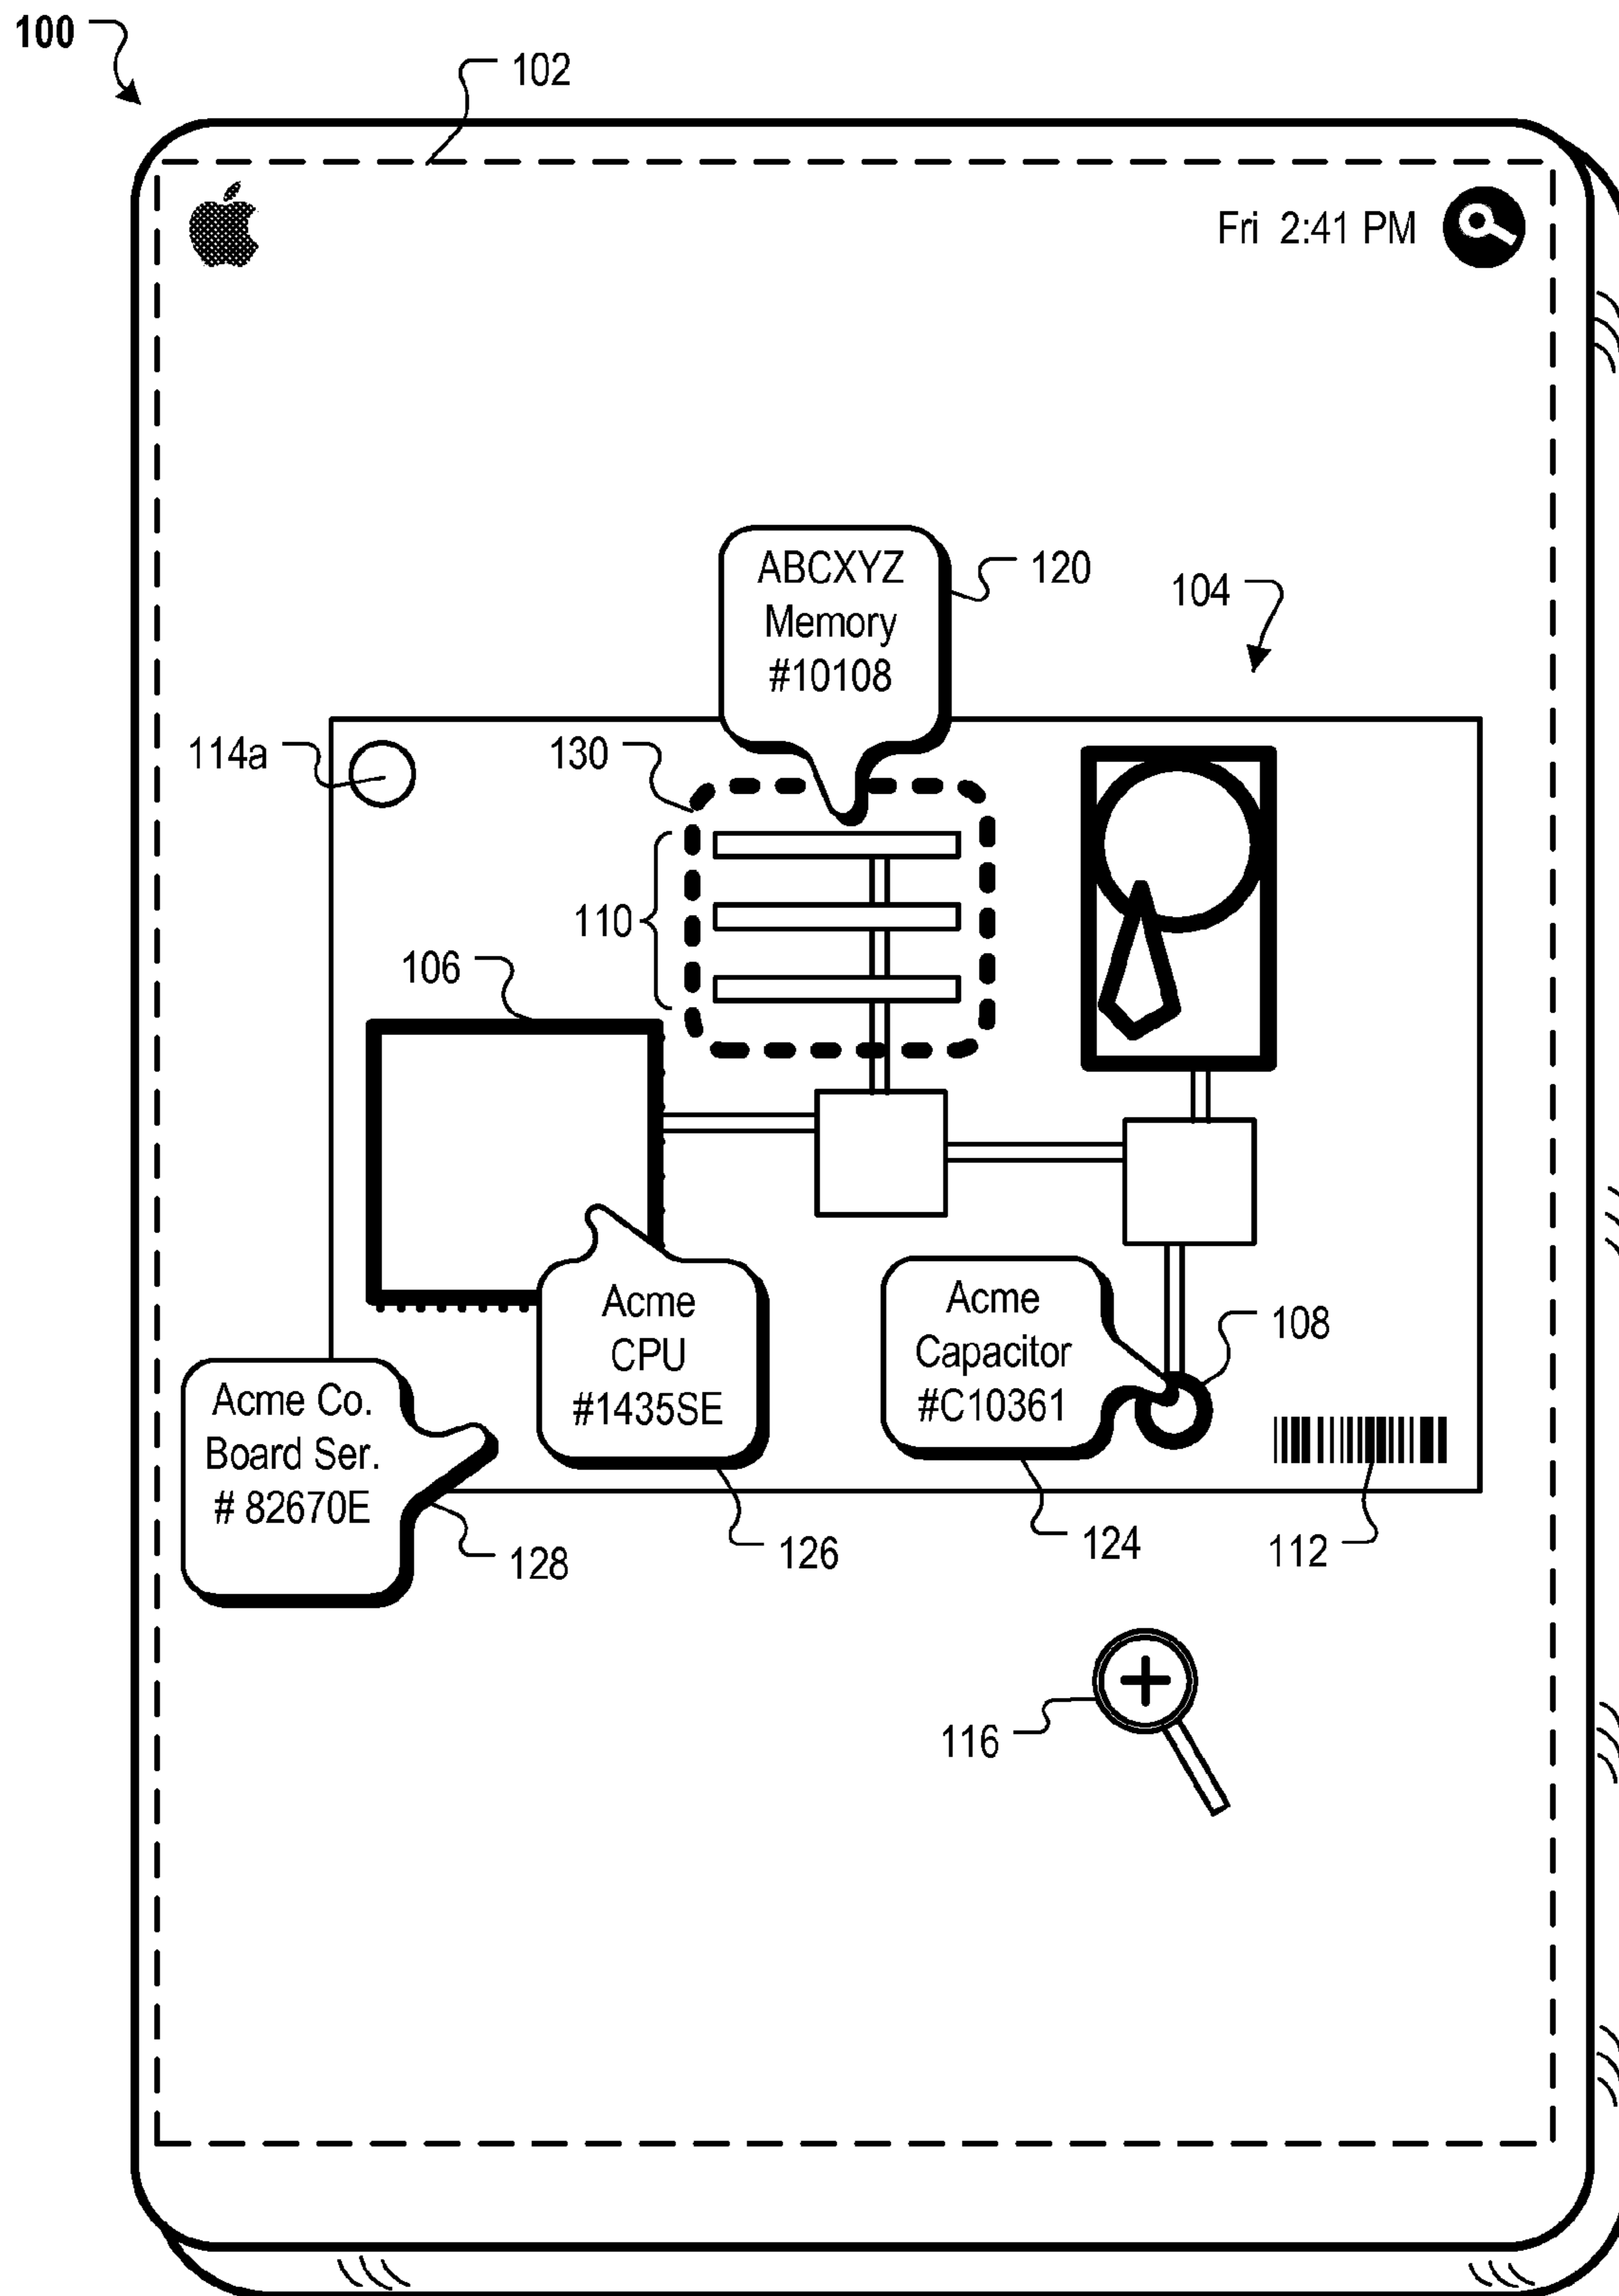 100
102
Fri 2:41 PM
ABCXYZ
Memory
#10108
120
104
114a
130
110
106
Acme
CPU
#1435SE
Acme
Capacitor
#C10361
108
Acme Co.
Board Ser.
# 82670E
128
126
124
112
116